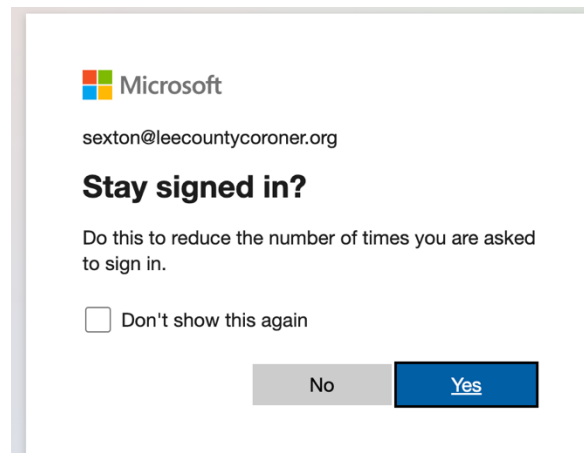 Microsoft
sexton@leecountycoroner.org
Stay signed in?
Do this to reduce the number of times you are asked
to sign in.
Don't show this again
No
Yes